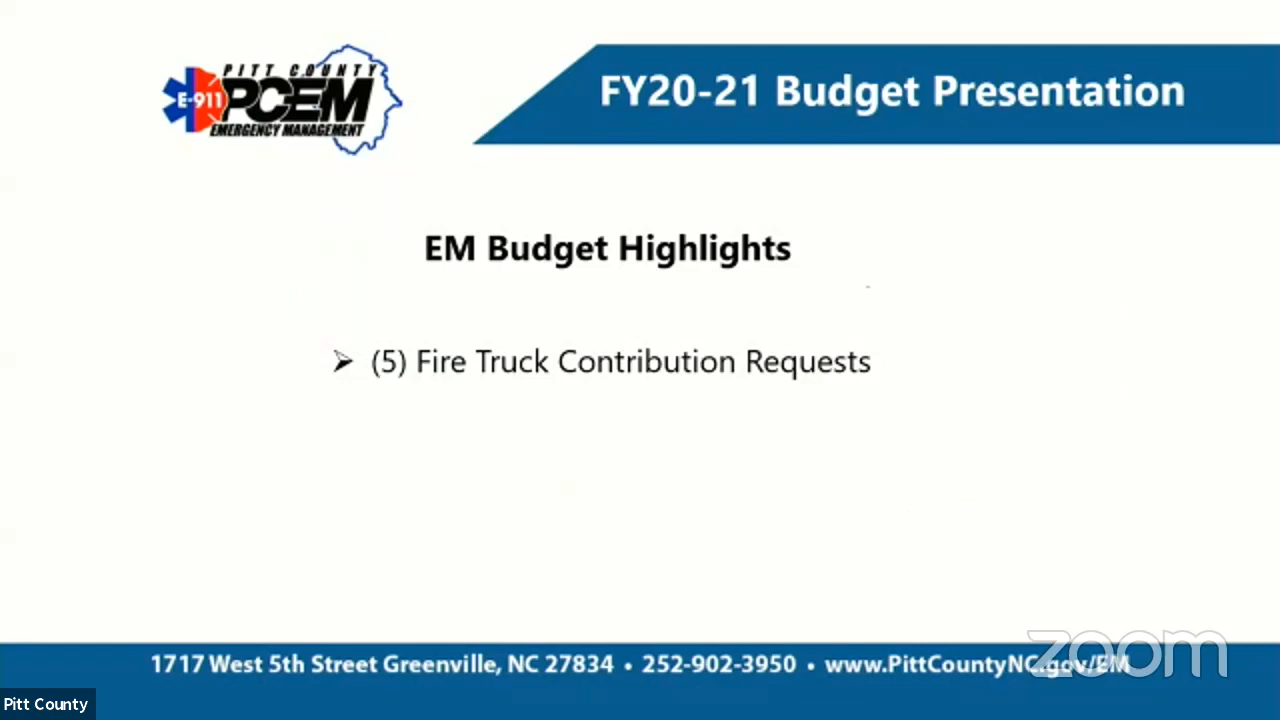 PITT COUNTY
E-911
PCEM
EMERGENCY MANAGEMENT
FY20-21 Budget Presentation
EM Budget Highlights
(5) Fire Truck Contribution Requests
1717 West 5th Street Greenville, NC 27834 • 252-902-3950 • www.PittCountyNC.gov/EM
zoom
Pitt County